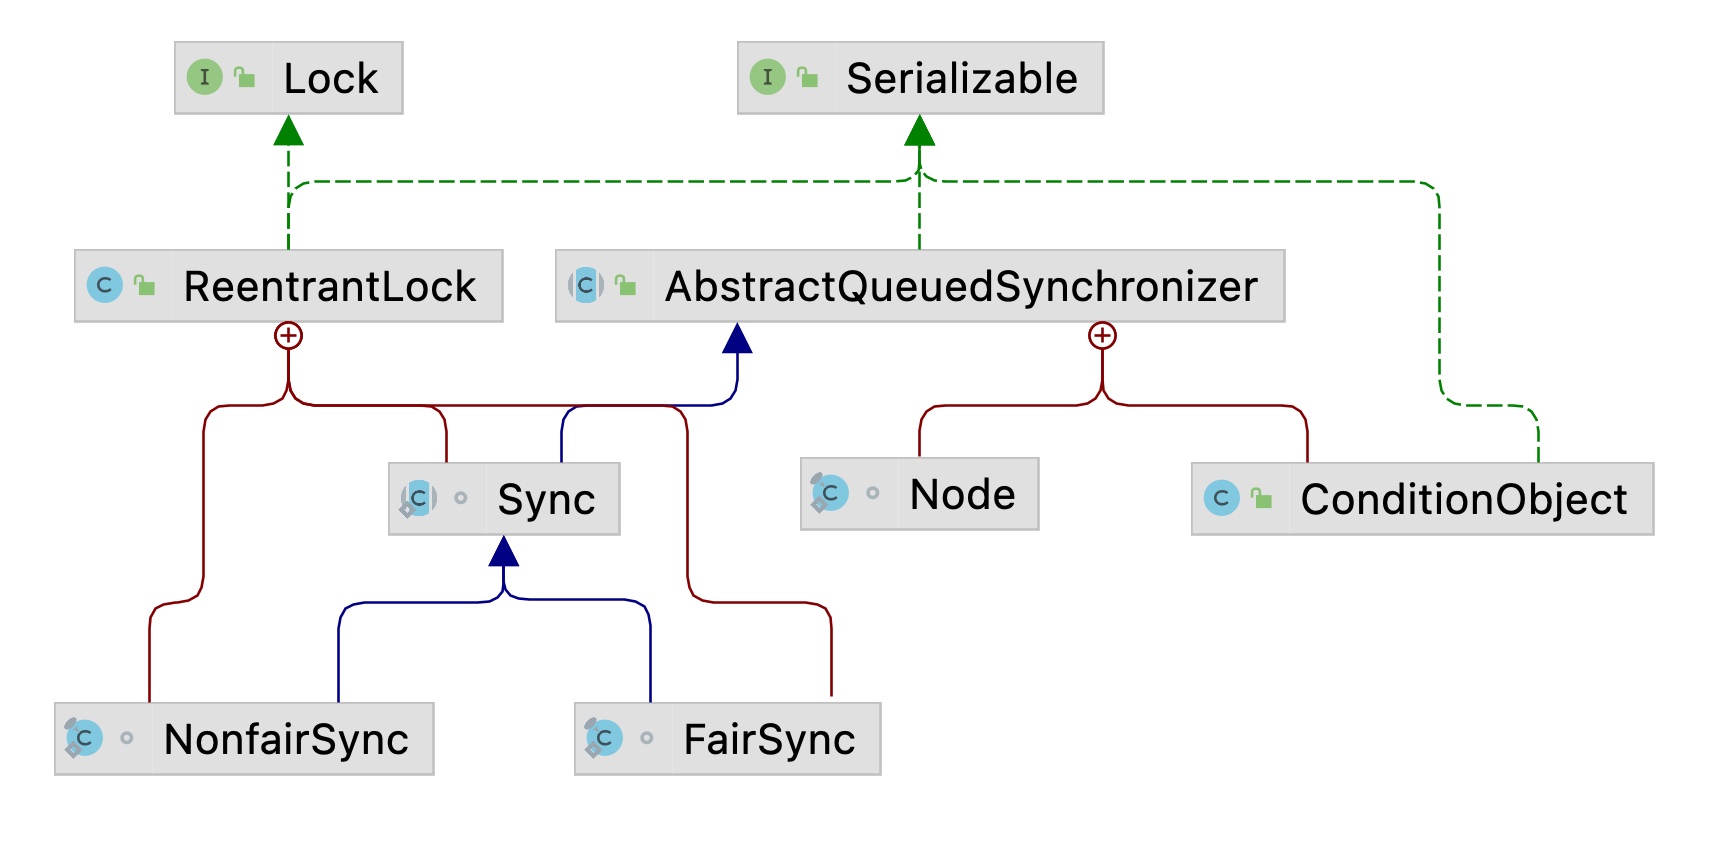 I Lock
I Serializable
C ReentrantLock
C AbstractQueuedSynchronizer
C Sync
C Node
C ConditionObject
C NonfairSync
C FairSync